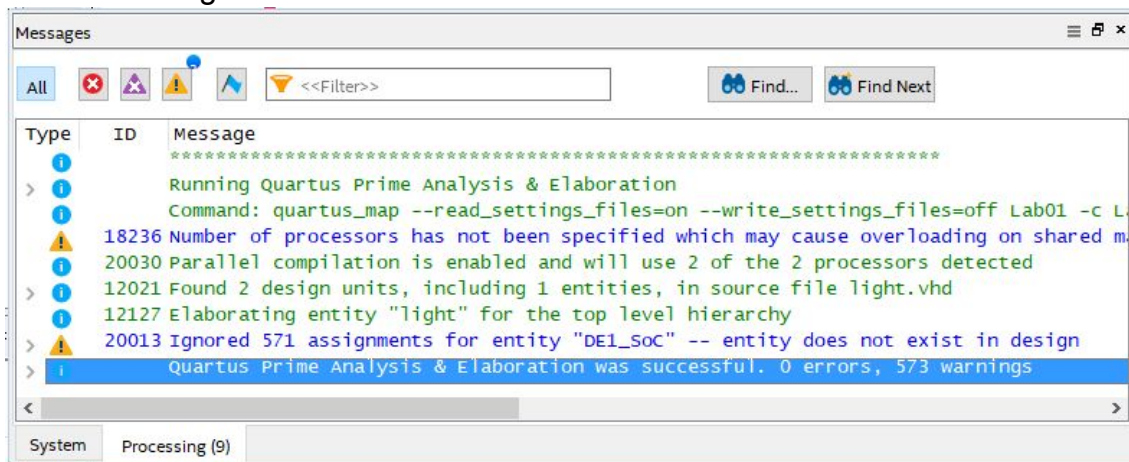 Messages
All <<Filter>> Find... Find Next
Type ID Message
********************************************************************
Running Quartus Prime Analysis & Elaboration
Command: quartus_map --read_settings_files=on --write_settings_files=off Lab01 -c
18236 Number of processors has not been specified which may cause overloading on shared
20030 Parallel compilation is enabled and will use 2 of the 2 processors detected
12021 Found 2 design units, including 1 entities, in source file light.vhd
12127 Elaborating entity "light" for the top level hierarchy
20013 Ignored 571 assignments for entity "DE1_SoC" -- entity does not exist in design
Quartus Prime Analysis & Elaboration was successful. 0 errors, 573 warnings
System Processing (9)